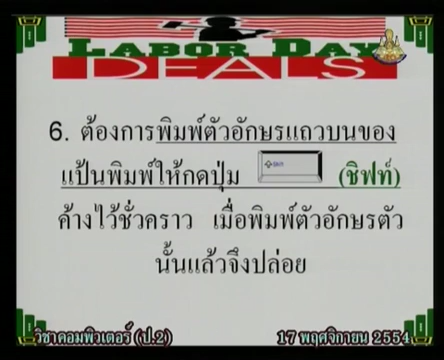 LABOR DAY
DEALS
6. ต้องการพิมพ์ตัวอักษรแถวบนของ
แป้นพิมพ์ให้กดปุ่ม Shift (ชิฟท์)
ค้างไว้ชั่วคราว เมื่อพิมพ์ตัวอักษรตัว
นั้นแล้วจึงปล่อย
วิชาคอมพิวเตอร์ (ป.2) 17 พฤศจิกายน 2554